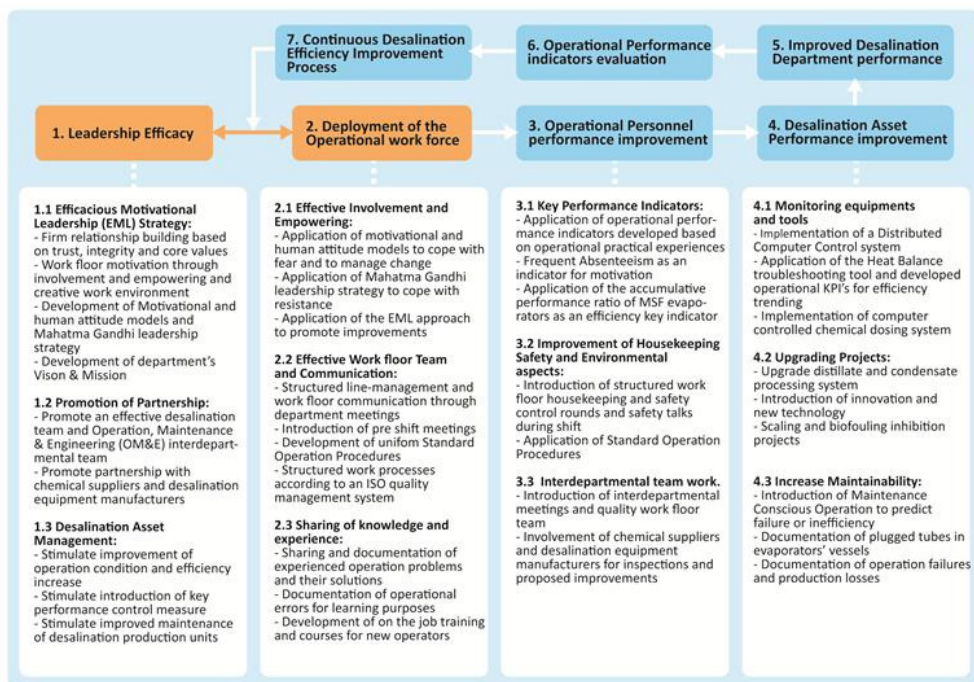 7. Continuous Desalination
Efficiency Improvement
Process
6. Operational Performance
indicators evaluation
5. Improved Desalination
Department performance
1. Leadership Efficacy
2. Deployment of the
Operational work force
3. Operational Personnel
performance improvement
4. Desalination Asset
Performance improvement
1.1 Efficacious Motivational
Leadership (EML) Strategy:
- Firm relationship building based
on trust, integrity and core values
- Work floor motivation through
involvement and empowering and
creative work environment
- Development of Motivational and
human attitude models and
Mahatma Gandhi leadership
strategy
- Development of department's
Vison & Mission
1.2 Promotion of Partnership:
- Promote an effective desalination
team and Operation, Maintenance
& Engineering (OM&E) interdepart-
mental team
- Promote partnership with
chemical suppliers and desalination
equipment manufacturers
1.3 Desalination Asset
Management:
- Stimulate improvement of
operation condition and efficiency
increase
- Stimulate introduction of key
performance control measure
- Stimulate improved maintenance
of desalination production units
2.1 Effective Involvement and
Empowering:
- Application of motivational and
human attitude models to cope with
fear and to manage change
- Application of Mahatma Gandhi
leadership strategy to cope with
resistance
- Application of the EML approach
to promote improvements
2.2 Effective Work floor Team
and Communication:
- Structured line-management and
work floor communication through
department meetings
- Introduction of pre shift meetings
- Development of unifom Standard
Operation Procedures
- Structured work processes
according to an ISO quality
management system
2.3 Sharing of knowledge and
experience:
- Sharing and documentation of
experienced operation problems
and their solutions
- Documentation of operational
errors for learning purposes
- Development of on the job training
and courses for new operators
3.1 Key Performance Indicators:
- Application of operational perfor-
mance indicators developed based
on operational practical experiences
- Frequent Absenteeism as an
indicator for motivation
- Application of the accumulative
performance ratio of MSF evapo-
rators as an efficiency key indicator
3.2 Improvement of Housekeeping
Safety and Environmental
aspects:
- Introduction of structured work
floor housekeeping and safety
control rounds and safety talks
during shift
- Application of Standard Operation
Procedures
3.3 Interdepartmental team work.
- Introduction of interdepartmental
meetings and quality work floor
team
- Involvement of chemical suppliers
and desalination equipment
manufacturers for inspections and
proposed improvements
4.1 Monitoring equipments
and tools
- Implementation of a Distributed
Computer Control system
- Application of the Heat Balance
troubleshooting tool and developed
operational KPI's for efficiency
trending
- Implementation of computer
controlled chemical dosing system
4.2 Upgrading Projects:
- Upgrade distillate and condensate
processing system
- Introduction of innovation and
new technology
- Scaling and biofouling inhibition
projects
4.3 Increase Maintainability:
- Introduction of Maintenance
Conscious Operation to predict
failure or inefficiency
- Documentation of plugged tubes in
evaporators' vessels
- Documentation of operation failures
and production losses